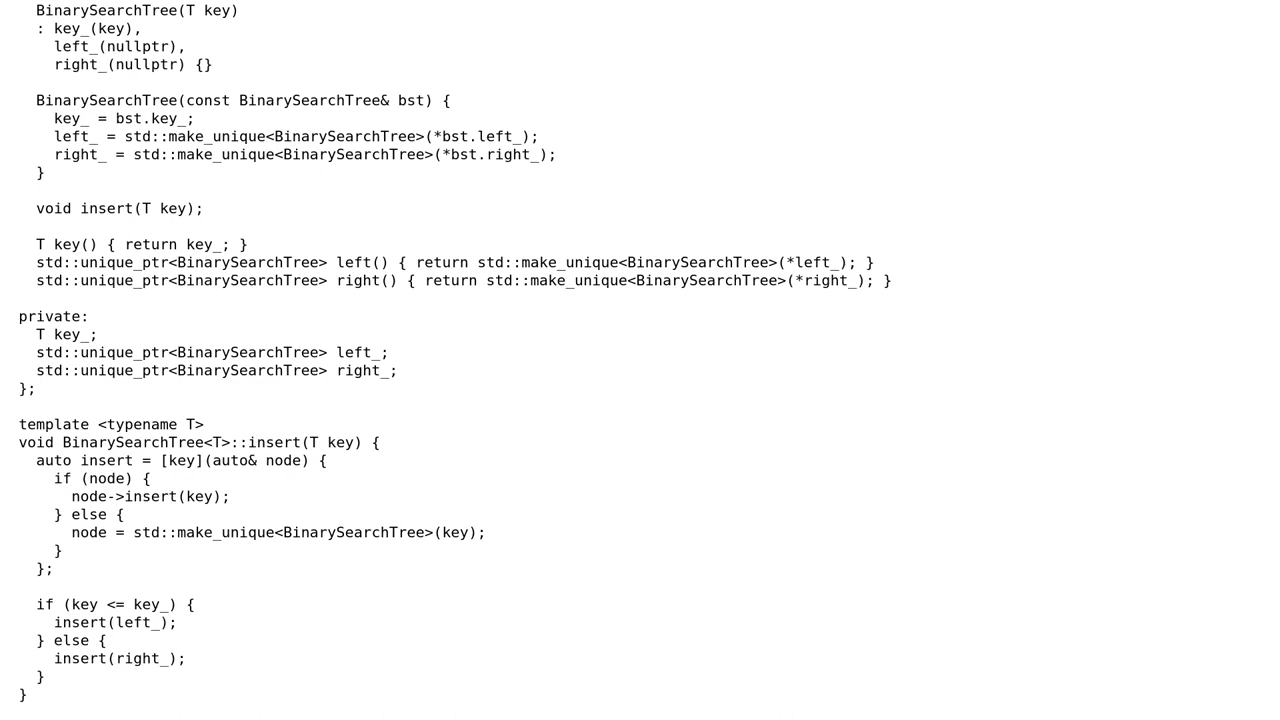 BinarySearchTree(T key)
: key_(key),
left_(nullptr),
right_(nullptr) {}
BinarySearchTree(const BinarySearchTree& bst) {
key_ = bst.key_;
left_ = std::make_unique<BinarySearchTree>(*bst.left_);
right_ = std::make_unique<BinarySearchTree>(*bst.right_);
}
void insert(T key);
T key() { return key_; }
std::unique_ptr<BinarySearchTree> left() { return std::make_unique<BinarySearchTree>(*left_); }
std::unique_ptr<BinarySearchTree> right() { return std::make_unique<BinarySearchTree>(*right_); }
private:
T key_;
std::unique_ptr<BinarySearchTree> left_;
std::unique_ptr<BinarySearchTree> right_;
};
template <typename T>
void BinarySearchTree<T>::insert(T key) {
auto insert = [key](auto& node) {
if (node) {
node->insert(key);
} else {
node = std::make_unique<BinarySearchTree>(key);
}
};
if (key <= key_) {
insert(left_);
} else {
insert(right_);
}
}